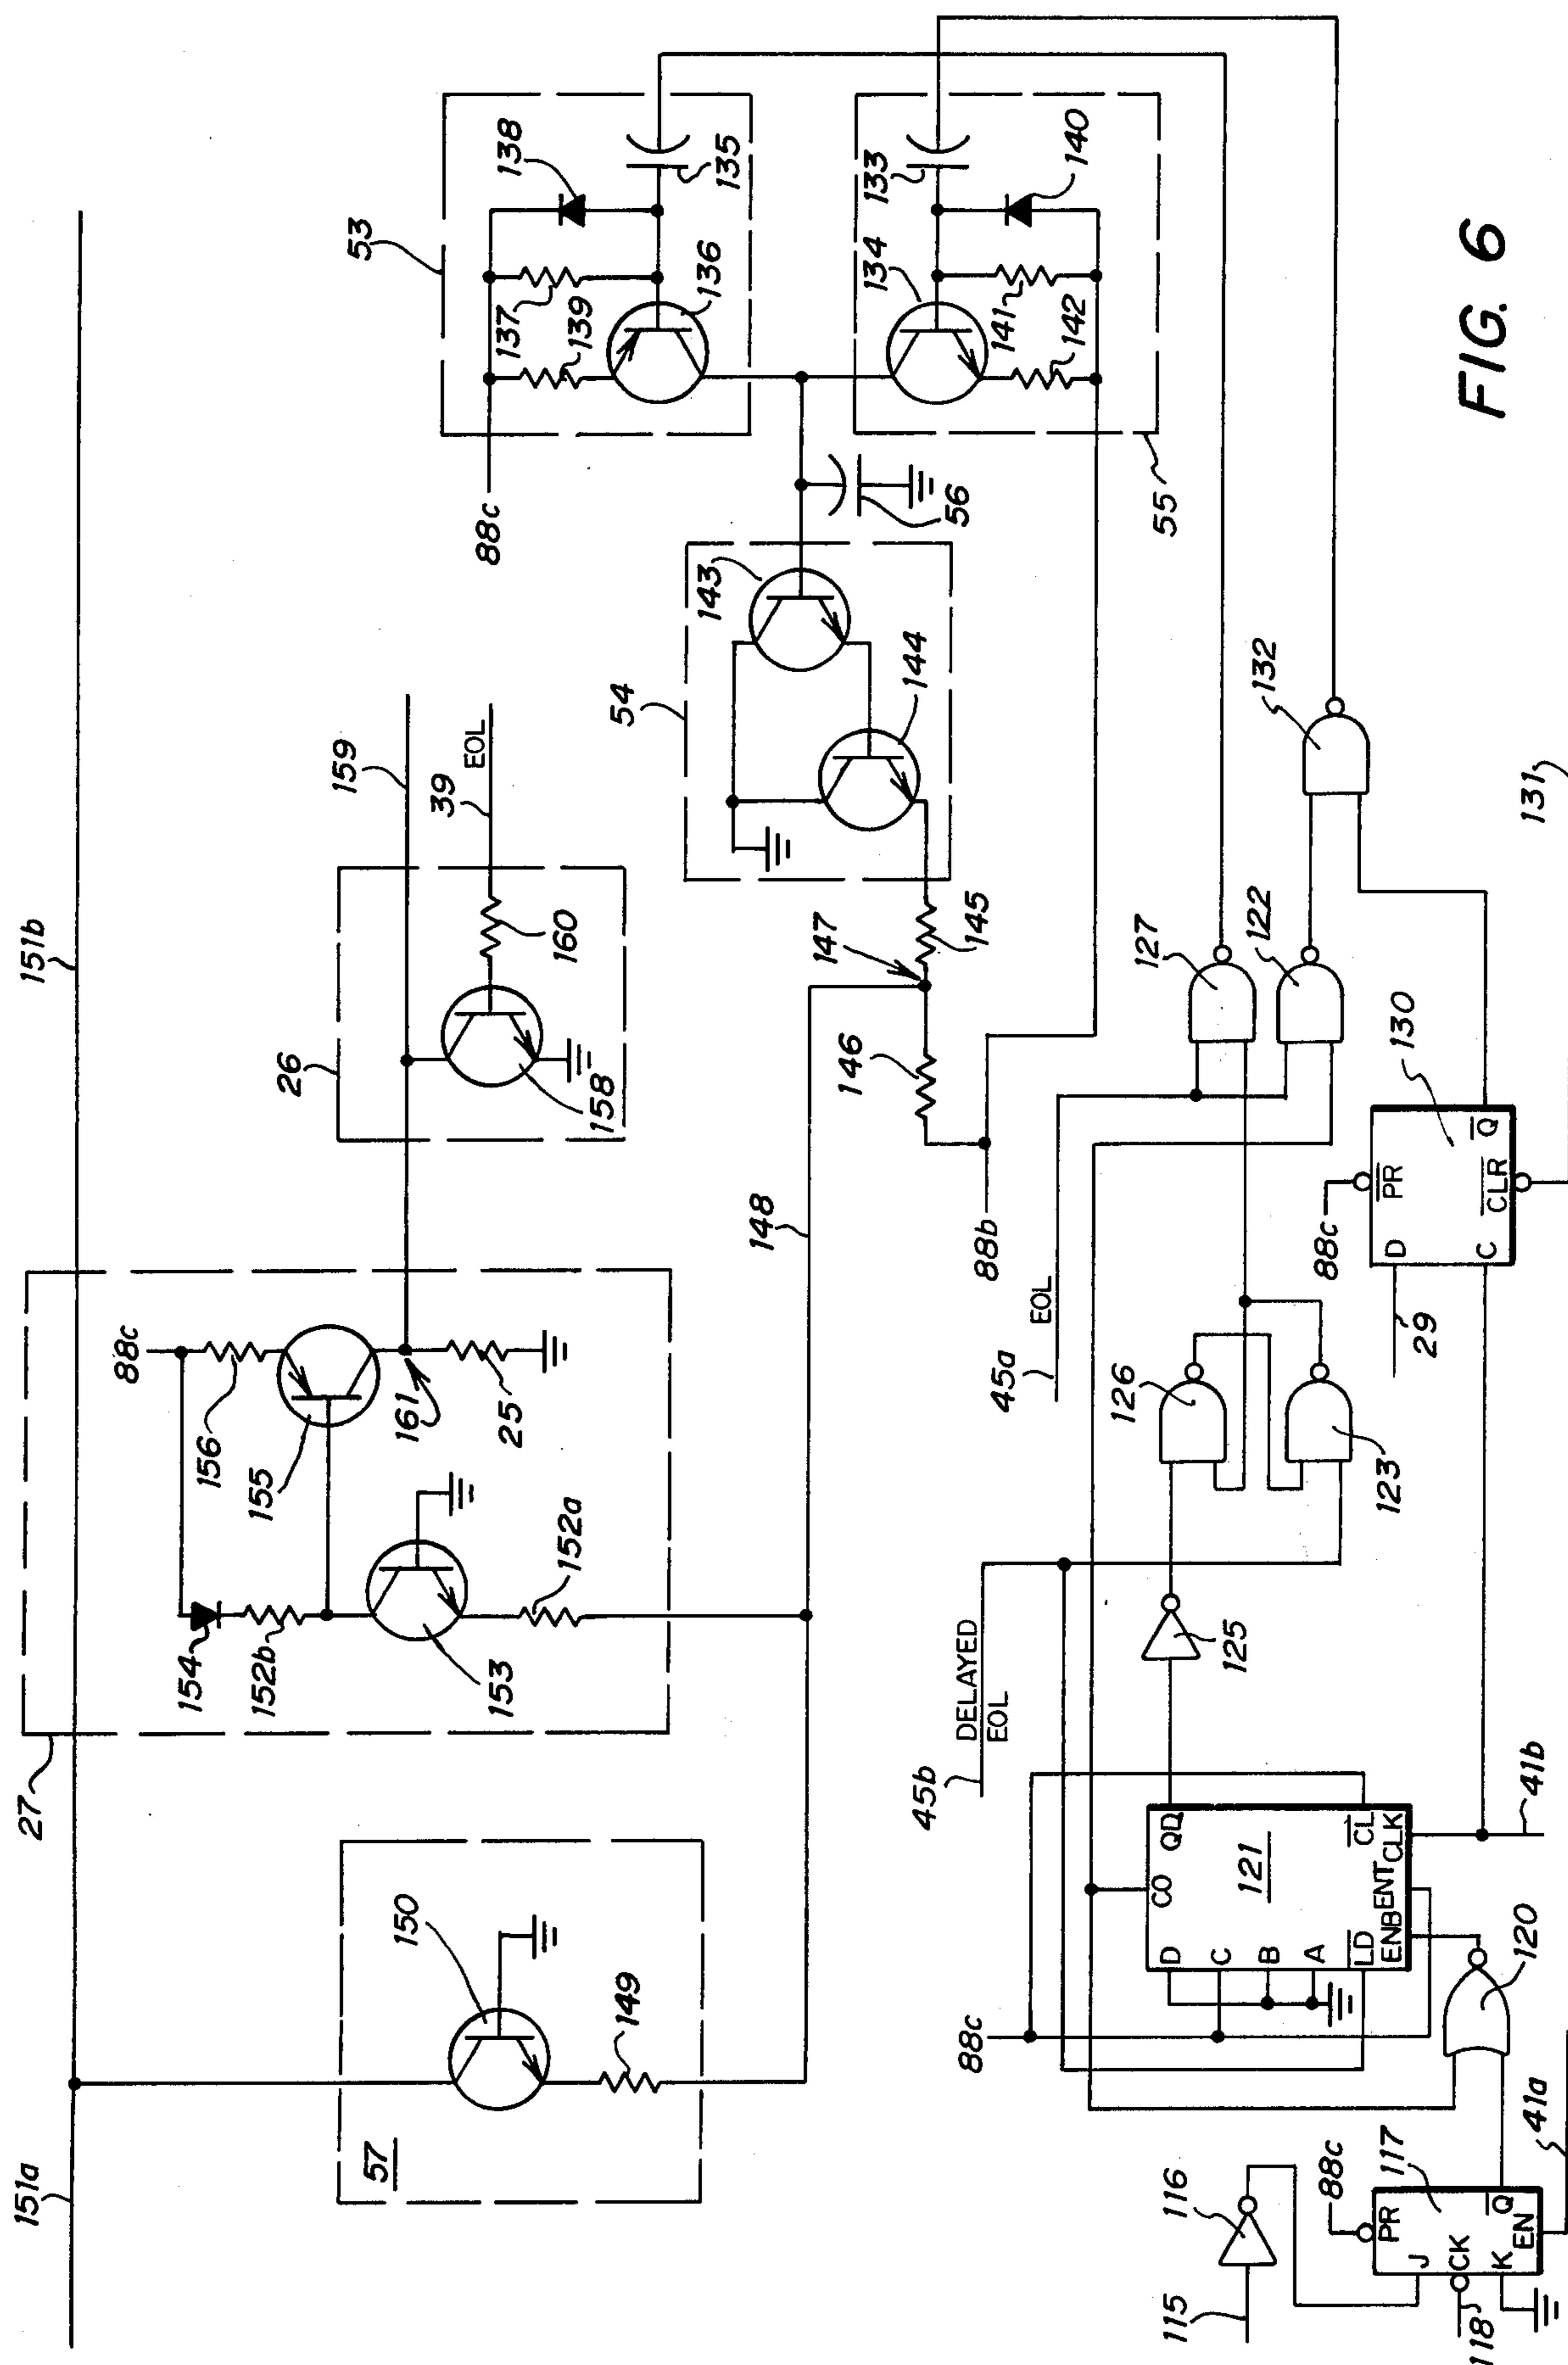 151a
151b
27
88c
156
155
154
152b
153
152a
161
25
26
158
160
159
39
EOL
57
150
149
148
53
88c
137
139
138
136
135
134
133
141
142
140
55
56
54
143
144
147
145
146
88b
45a
EOL
45b
DELAYED
EOL
127
122
132
126
123
125
88c
D
C
B
A
LD
CO
QD
121
CL
ENB
ENT
CLK
41b
120
88c
PR
D
C
Q
CLR
130
29
131
115
116
88c
PR
J
CK
K
Q
EN
117
118
41a
FIG. 6